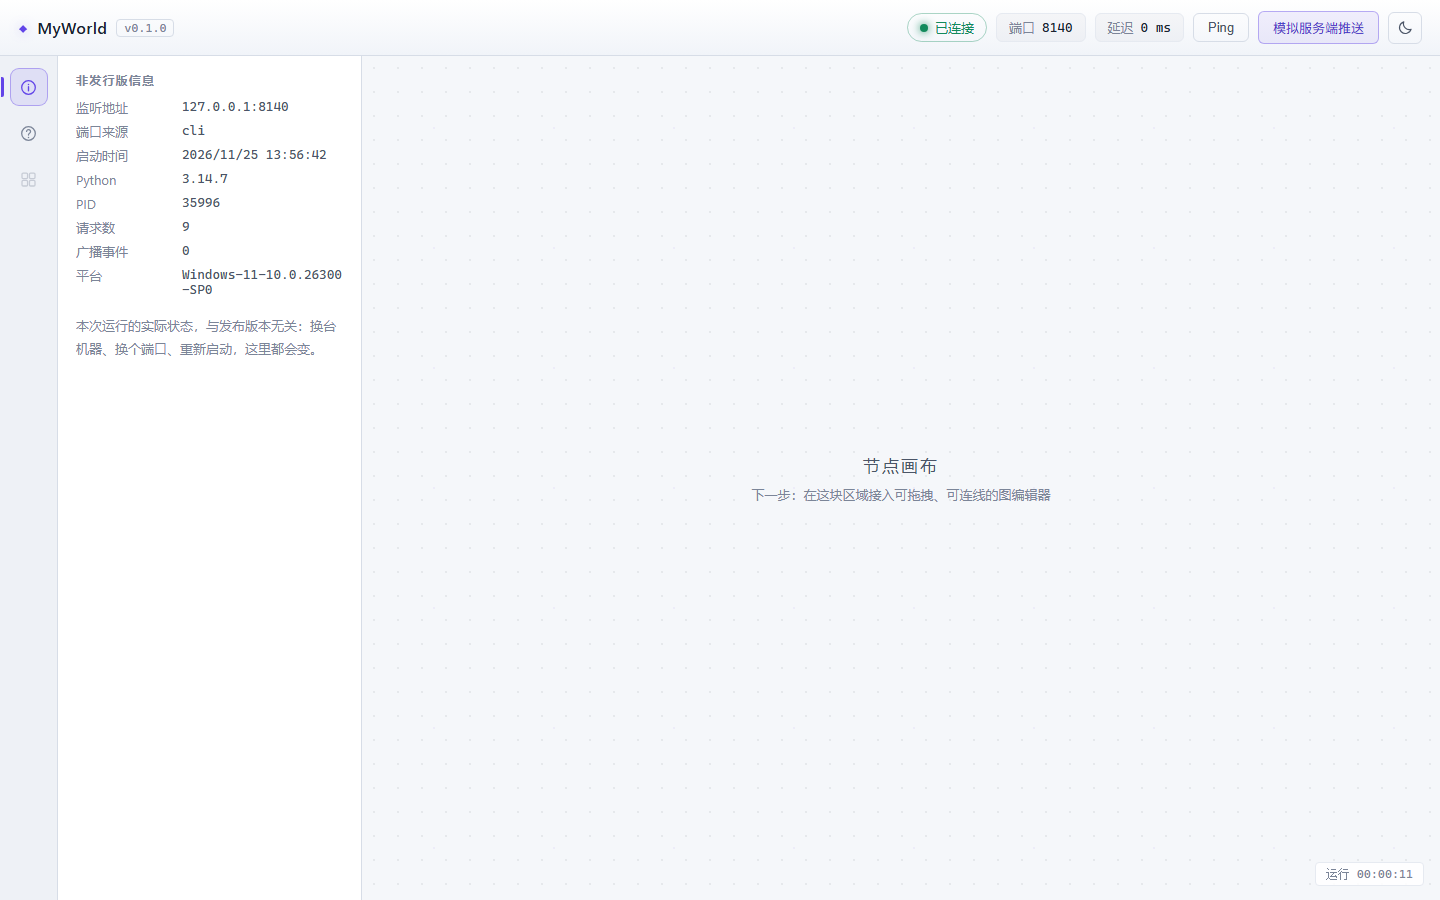 MyWorld v0.1.0 已连接 端口 8140 延迟 0 ms Ping 模拟服务端推送
非发行版信息
监听地址 127.0.0.1:8140
端口来源 cli
启动时间 2026/11/25 13:56:42
Python 3.14.7
PID 35996
请求数 9
广播事件 0
平台 Windows-11-10.0.26300
-SP0
本次运行的实际状态，与发布版本无关：换台
机器、换个端口、重新启动，这里都会变。
节点画布
下一步：在这块区域接入可拖拽、可连线的图编辑器
运行 00:00:11